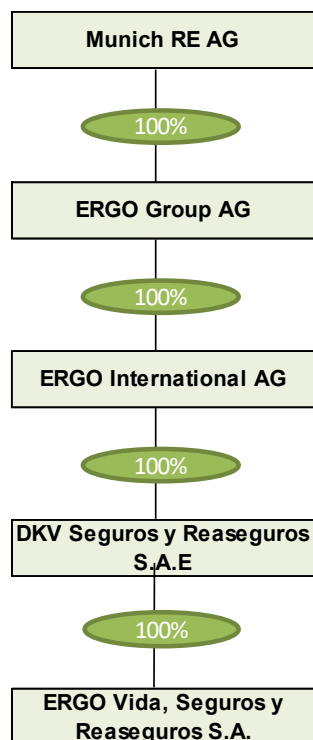 Munich RE AG
100%
ERGO Group AG
100%
ERGO International AG
100%
DKV Seguros y Reaseguros
S.A.E
100%
ERGO Vida, Seguros y
Reaseguros S.A.